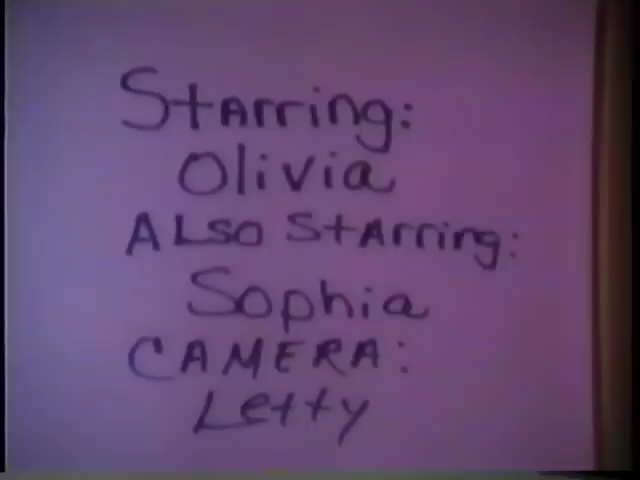 Starring:
Olivia
ALSO Starring:
Sophia
CAMERA:
Letty